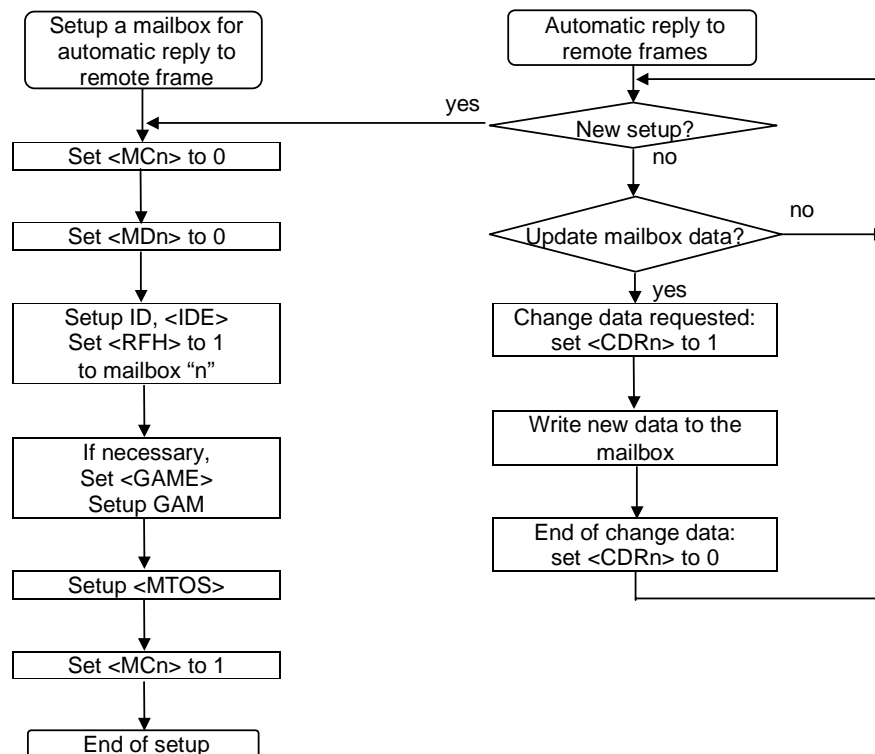 Setup a mailbox for
automatic reply to
remote frame
Set <MCn> to 0
Set <MDn> to 0
Setup ID, <IDE>
Set <RFH> to 1
to mailbox “n”
If necessary,
Set <GAME>
Setup GAM
Setup <MTOS>
Set <MCn> to 1
End of setup
Automatic reply to
remote frames
yes
New setup?
no
no
Update mailbox data?
yes
Change data requested:
set <CDRn> to 1
Write new data to the
mailbox
End of change data:
set <CDRn> to 0